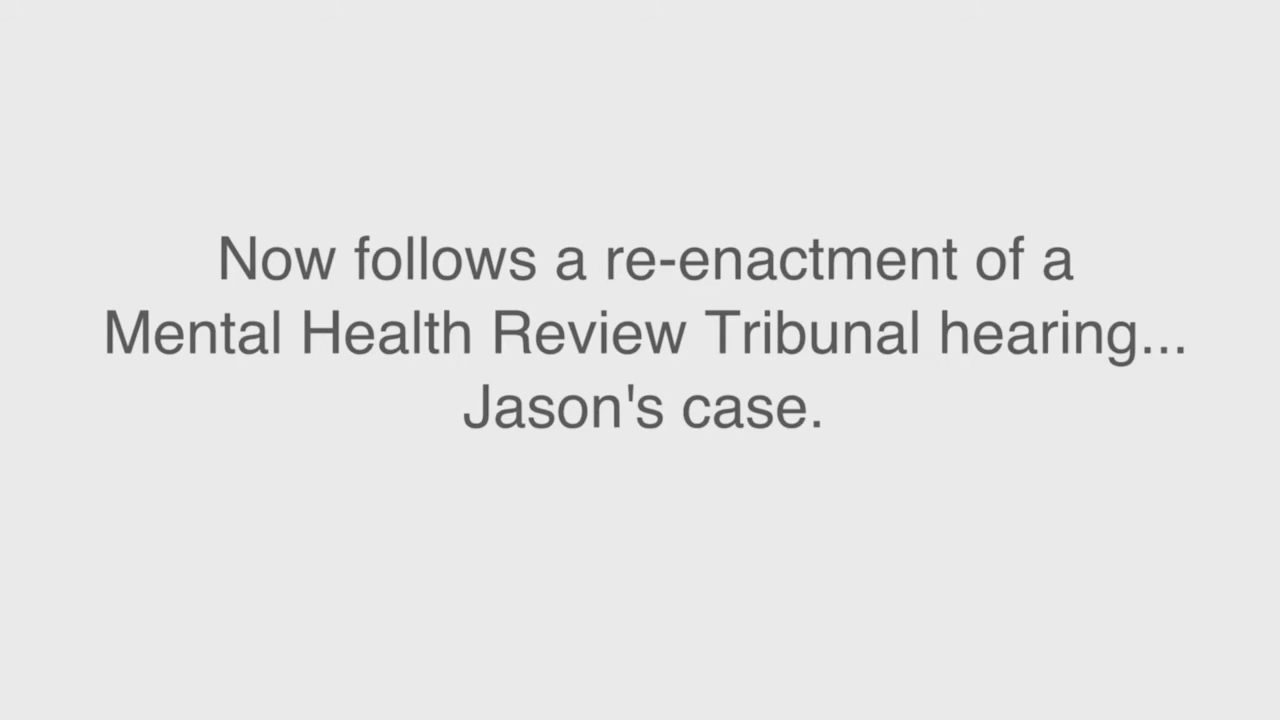 Now follows a re-enactment of a
Mental Health Review Tribunal hearing...
Jason's case.